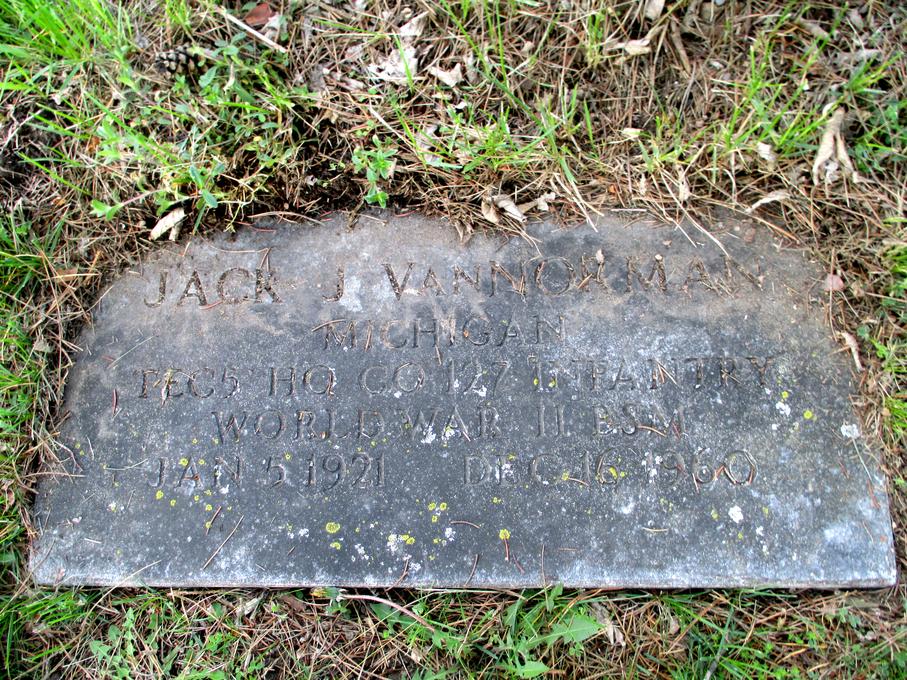 JACK J VANNORMAN
MICHIGAN
TEC5 HQ CO 127 INFANTRY
WORLD WAR II BSM
JAN 5 1921 DEC 16 1960